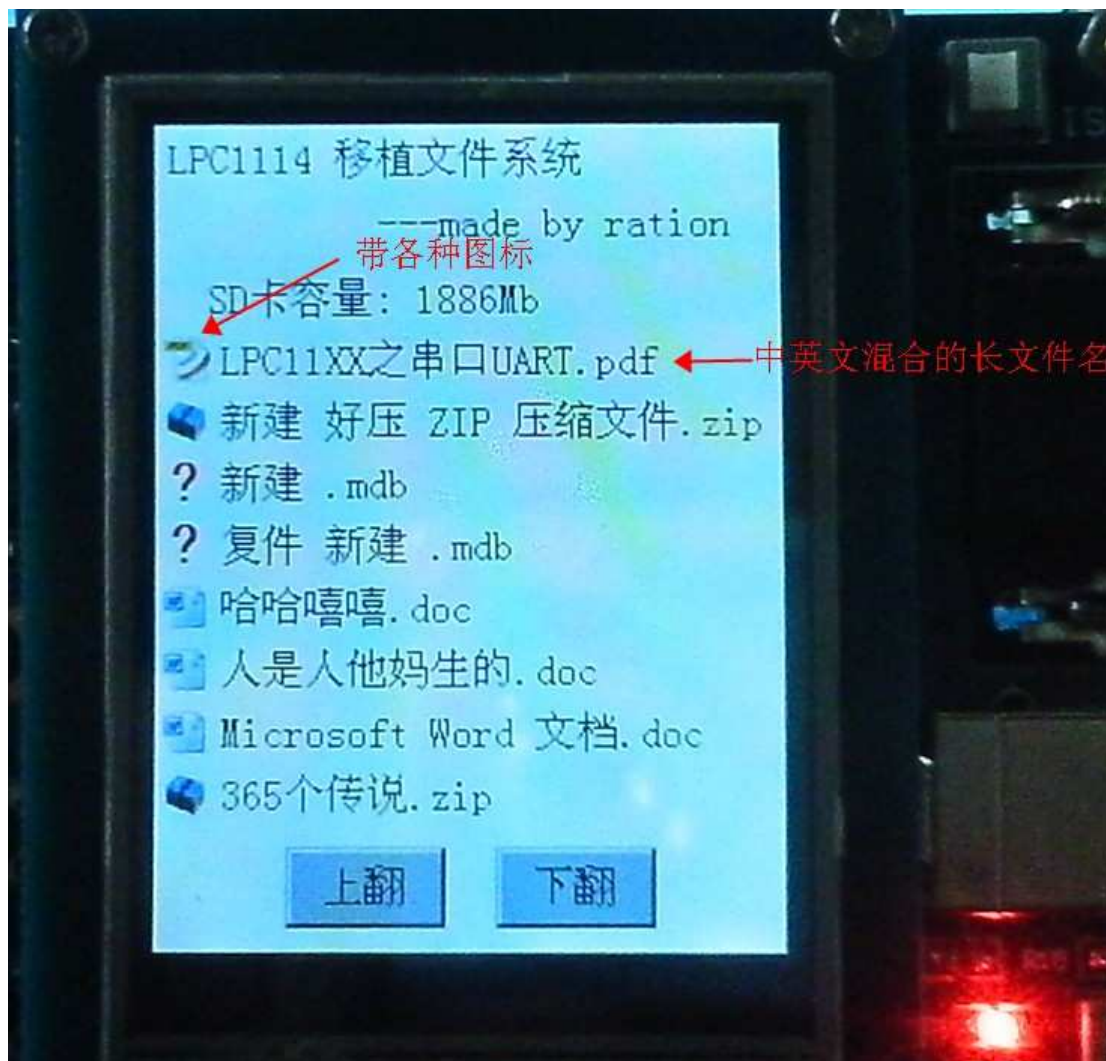 LPC1114 移植文件系统
---made by ration
带各种图标
SD卡容量: 1886Mb
LPC11XX之串口UART.pdf
中英文混合的长文件名
新建 好压 ZIP 压缩文件.zip
? 新建 .mdb
? 复件 新建 .mdb
哈哈嘻嘻.doc
人是人他妈生的.doc
Microsoft Word 文档.doc
365个传说.zip
上翻
下翻